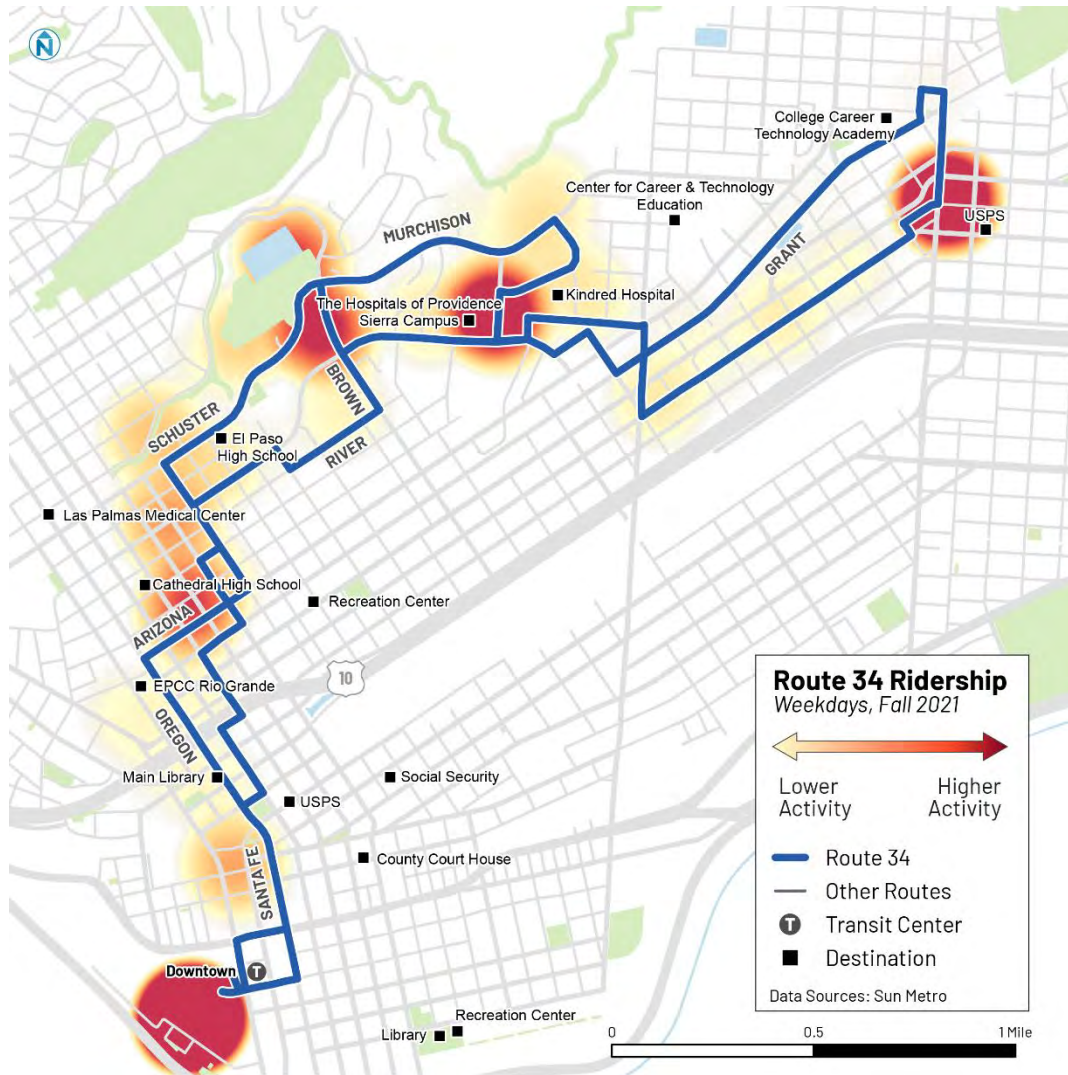 N
College Career
Technology Academy
Center for Career & Technology
Education
USPS
MURCHISON
GRANT
Kindred Hospital
The Hospitals of Providence
Sierra Campus
BROWN
SCHUSTER
El Paso
High School
RIVER
Las Palmas Medical Center
Cathedral High School
Recreation Center
ARIZONA
10
EPCC Rio Grande
OREGON
Main Library
Social Security
USPS
County Court House
SANTA FE
Downtown
T
Recreation Center
Library
Route 34 Ridership
Weekdays, Fall 2021
Lower
Activity
Higher
Activity
Route 34
Other Routes
T
Transit Center
Destination
Data Sources: Sun Metro
0
0.5
1 Mile